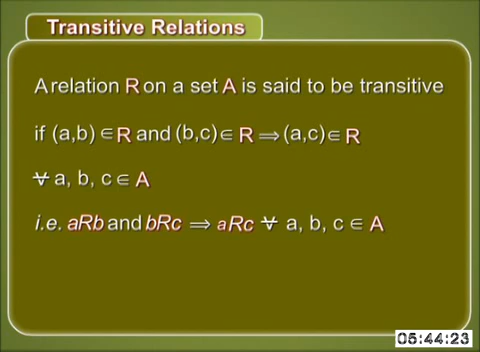 Transitive Relations
A relation R on a set A is said to be transitive
if (a,b) ∈ R and (b,c) ∈ R ⇒ (a,c) ∈ R
∀ a, b, c ∈ A
i.e. aRb and bRc ⇒ aRc ∀ a, b, c ∈ A
05:44:23